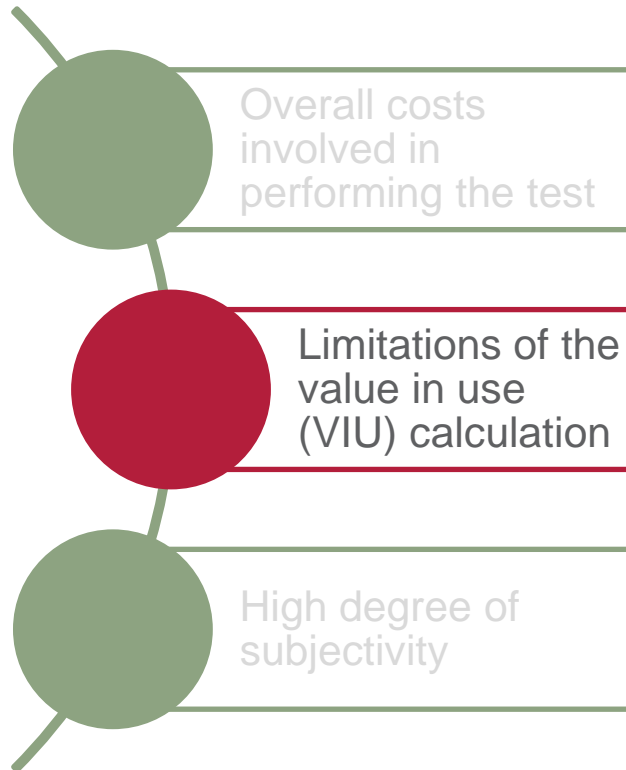 Overall costs
involved in
performing the test
Limitations of the
value in use
(VIU) calculation
High degree of
subjectivity